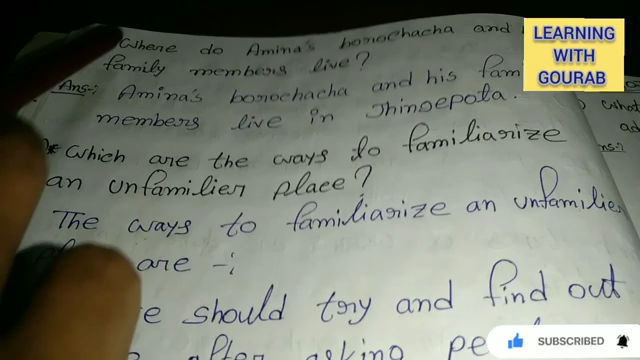 Where do Amina's borochacha and
LEARNING
WITH
GOURAB
family members live?
Ans-: Amina's borochacha and his fam
members live in Jhinsepota.
* Which are the ways to familiarize
an unfamilier place?
The ways to familiarize an unfamilier
are -:
should try and find out
after asking
SUBSCRIBED